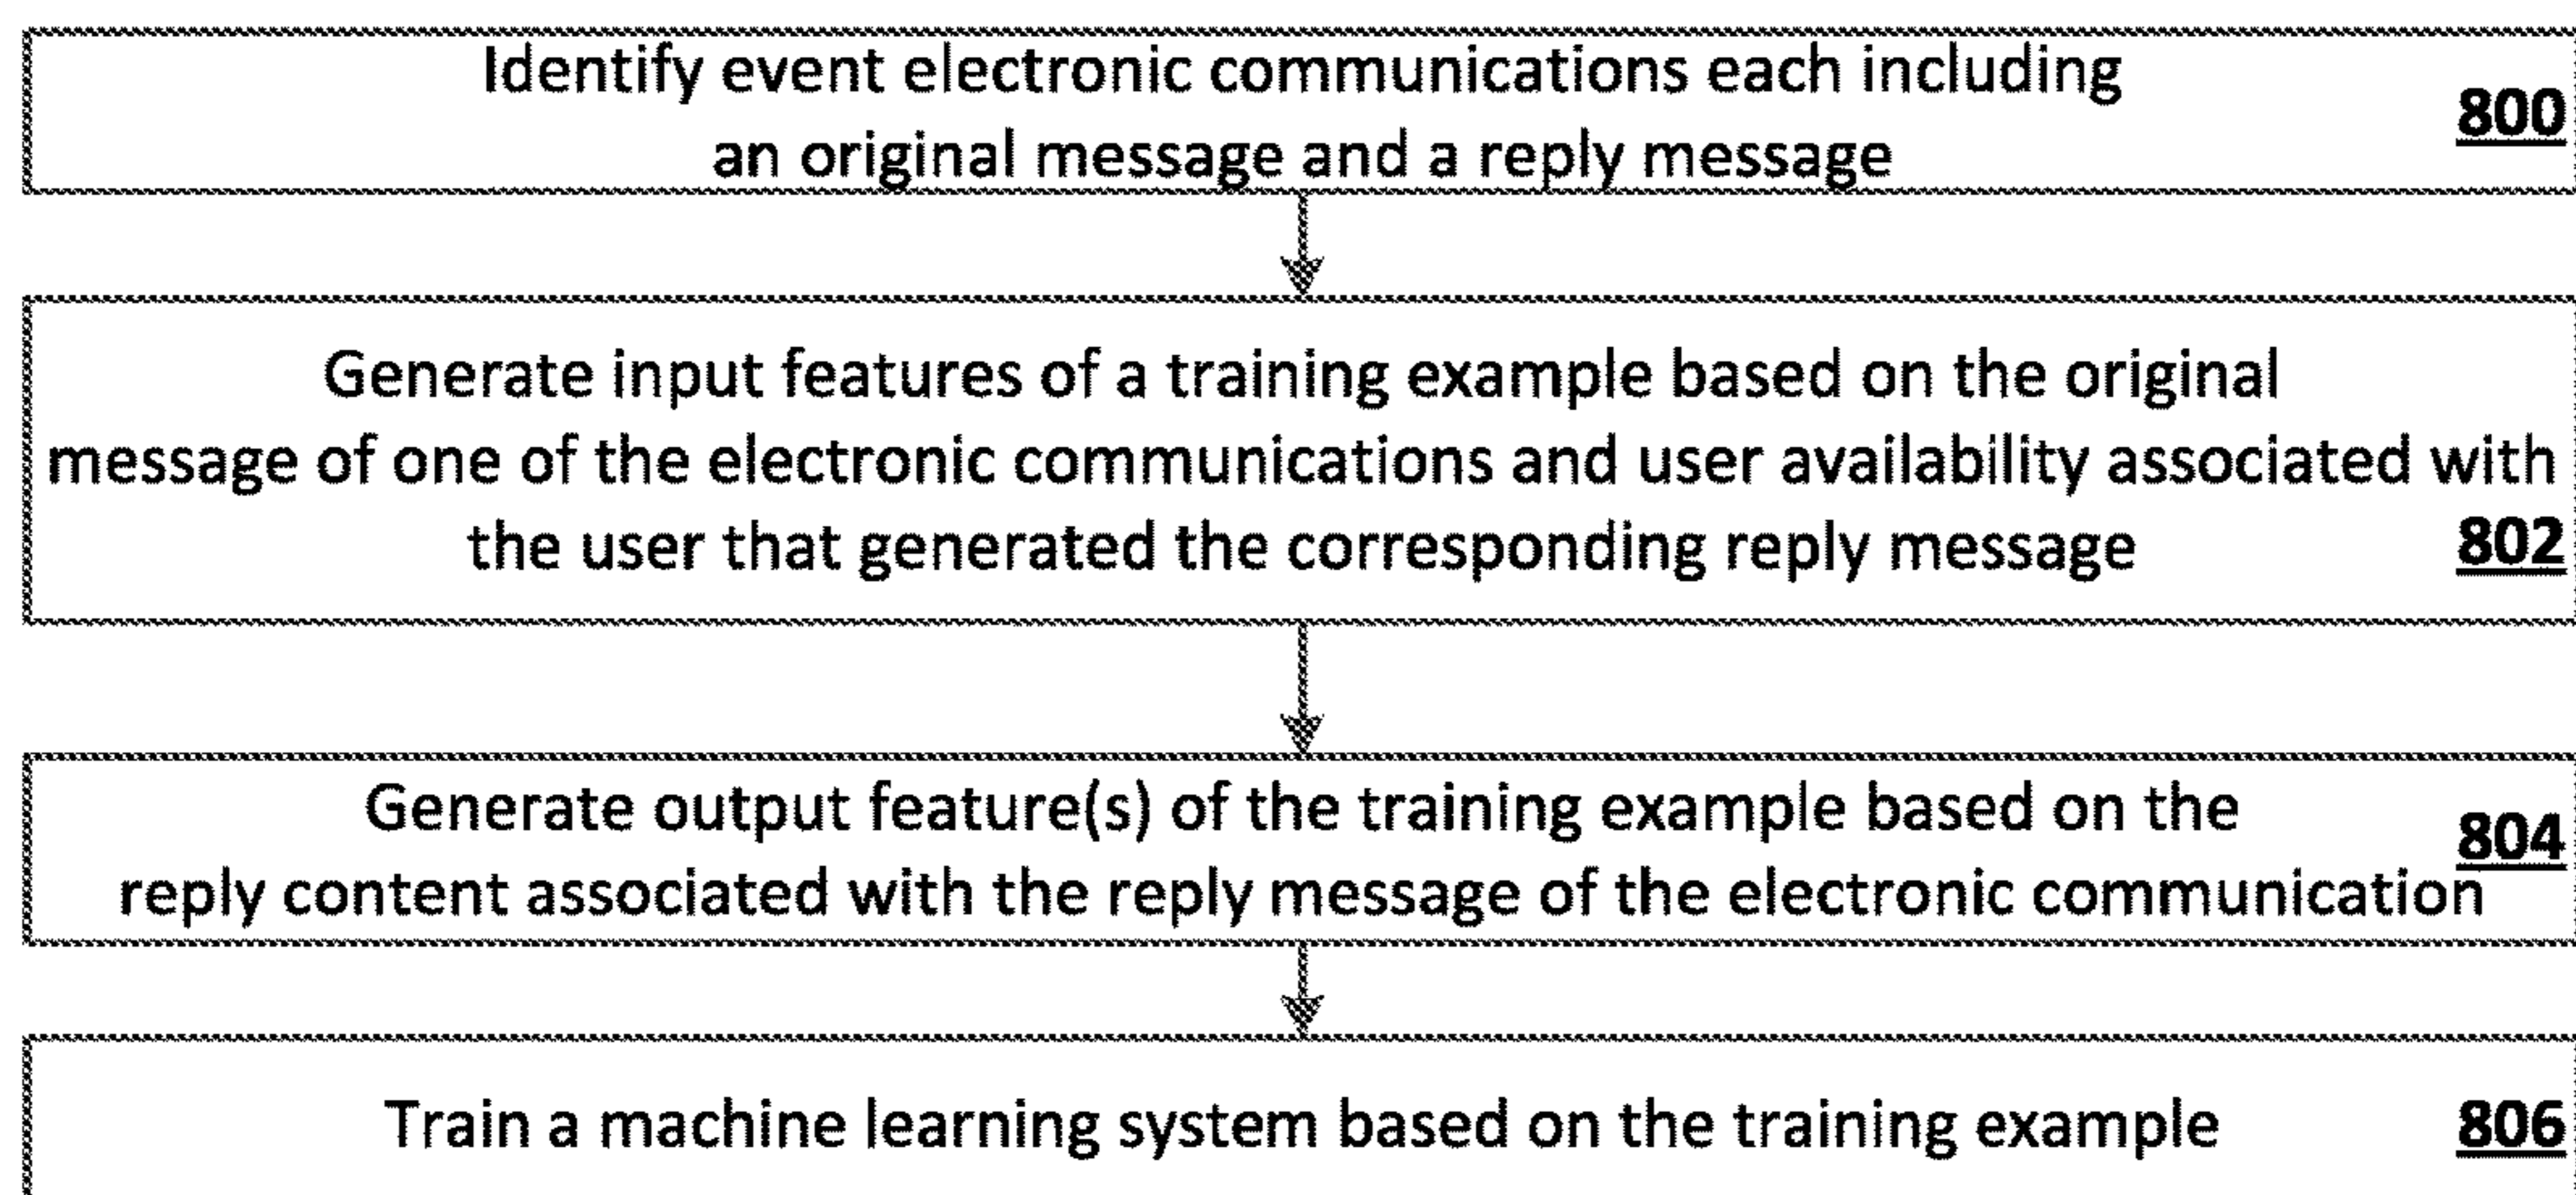 Identify event electronic communications each including
an original message and a reply message
800
Generate input features of a training example based on the original
message of one of the electronic communications and user availability associated with
the user that generated the corresponding reply message
802
Generate output feature(s) of the training example based on the
reply content associated with the reply message of the electronic communication
804
Train a machine learning system based on the training example
806